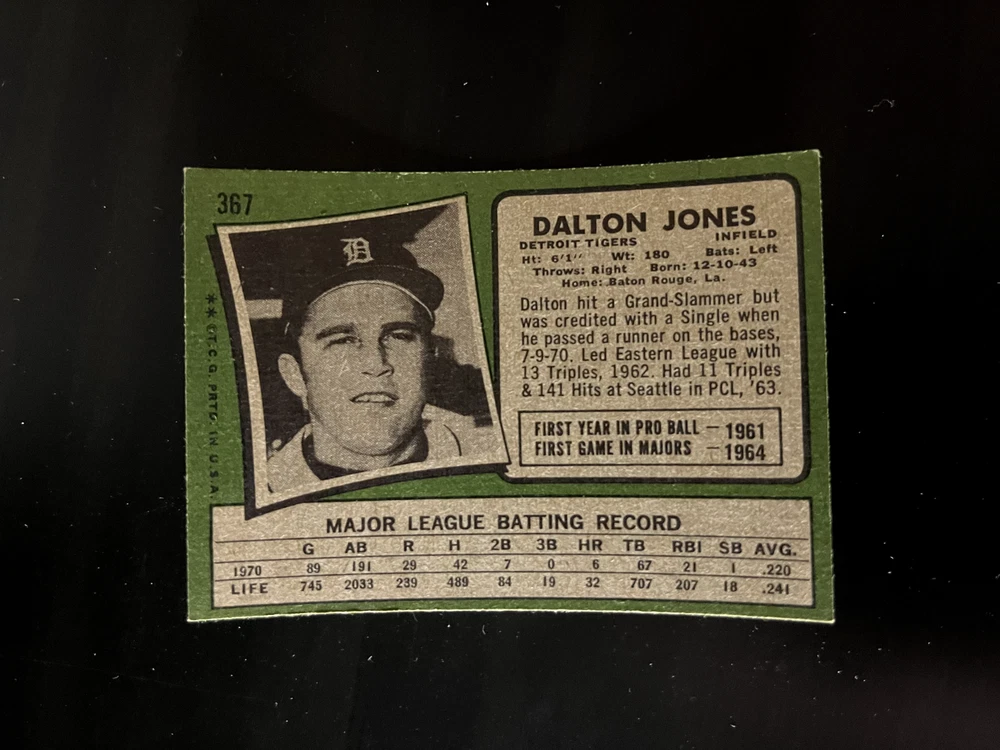 367
D
** ©T.C.G. PRTD. IN U.S.A.
DALTON JONES
DETROIT TIGERS INFIELD
Ht: 6'1" Wt: 180 Bats: Left
Throws: Right Born: 12-10-43
Home: Baton Rouge, La.
Dalton hit a Grand-Slammer but
was credited with a Single when
he passed a runner on the bases,
7-9-70. Led Eastern League with
13 Triples, 1962. Had 11 Triples
& 141 Hits at Seattle in PCL, '63.
FIRST YEAR IN PRO BALL — 1961
FIRST GAME IN MAJORS — 1964
MAJOR LEAGUE BATTING RECORD
G AB R H 2B 3B HR TB RBI SB AVG.
1970 89 191 29 42 7 0 6 67 21 1 .220
LIFE 745 2033 239 489 84 19 32 707 207 18 .241